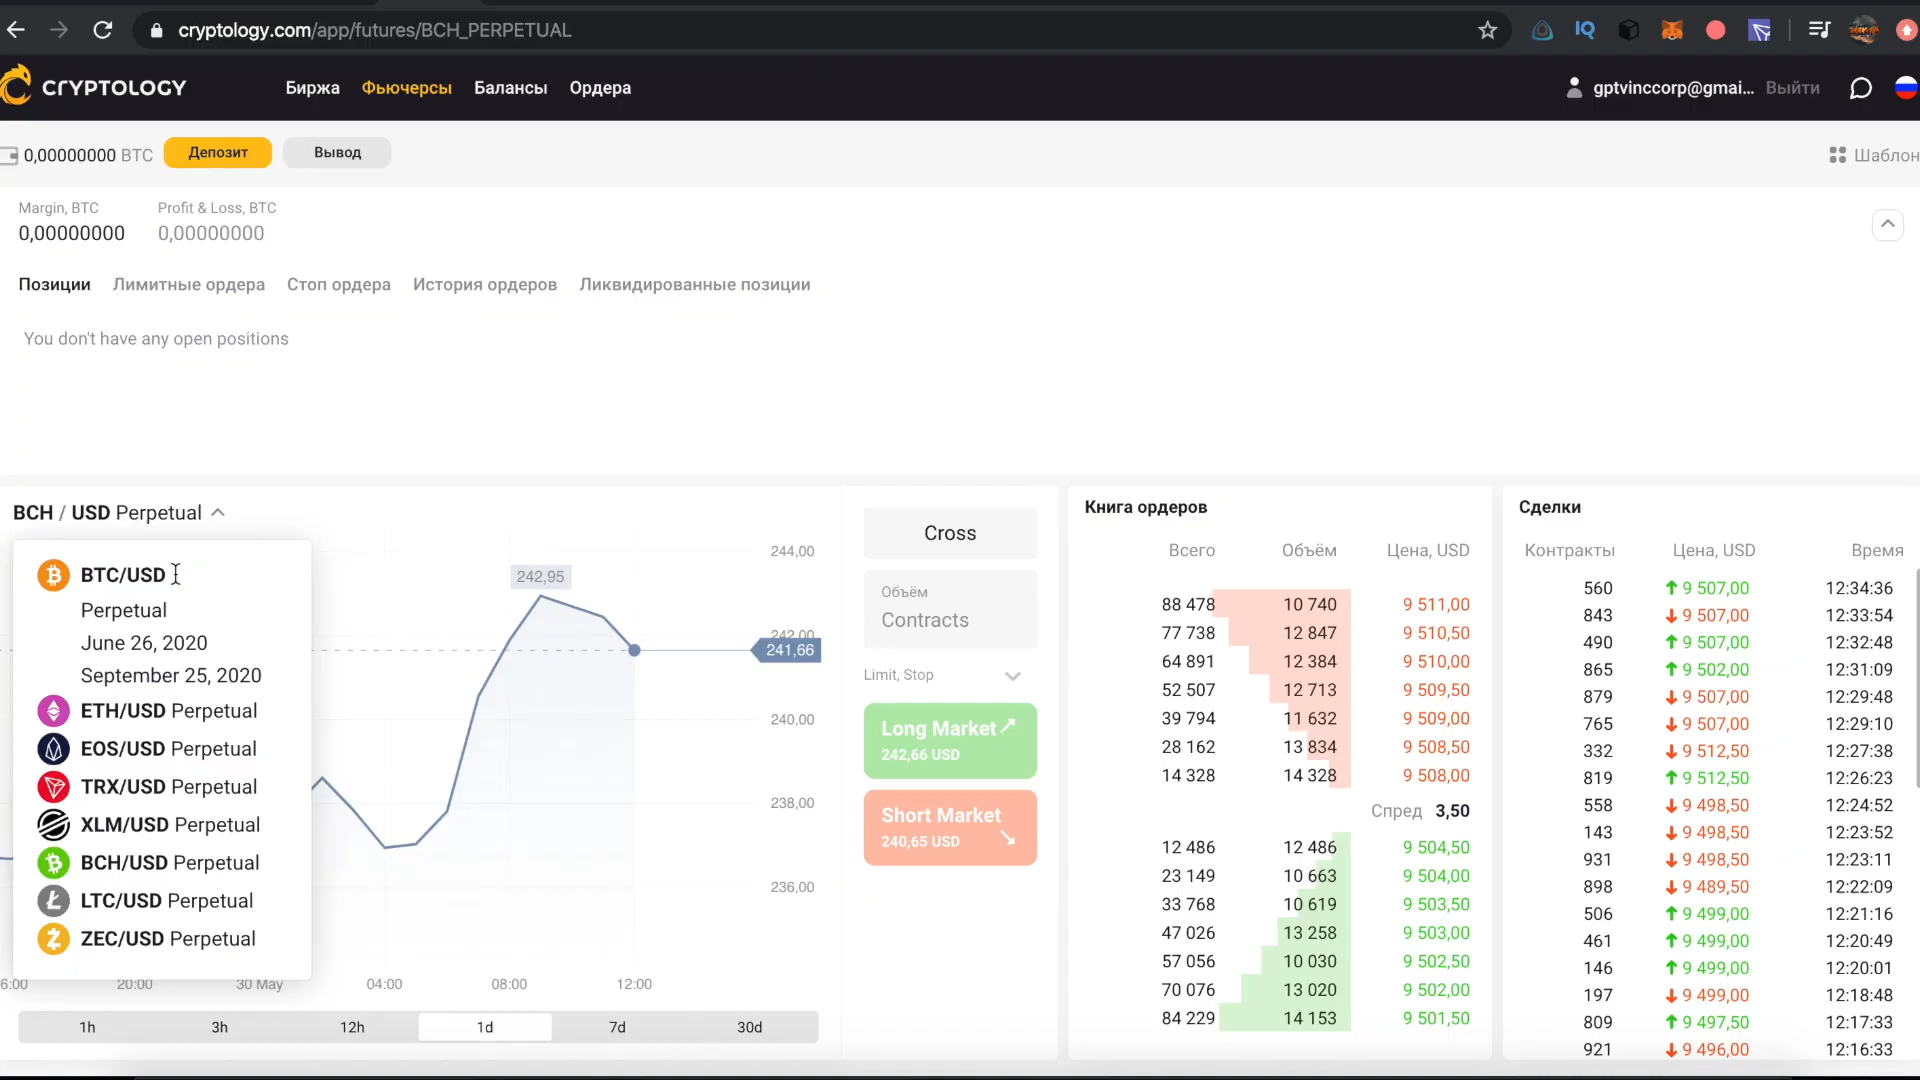 cryptology.com/app/futures/BCH_PERPETUAL
IQ
CRYPTOLOGY
Биржа
Фьючерсы
Балансы
Ордера
gptvinccorp@gmai...
Выйти
0,00000000 BTC
Депозит
Вывод
Шаблон
Margin, BTC
Profit & Loss, BTC
0,00000000
0,00000000
Позиции
Лимитные ордера
Стоп ордера
История ордеров
Ликвидированные позиции
You don't have any open positions
BCH / USD Perpetual
BTC/USD
Perpetual
June 26, 2020
September 25, 2020
ETH/USD Perpetual
EOS/USD Perpetual
TRX/USD Perpetual
XLM/USD Perpetual
BCH/USD Perpetual
LTC/USD Perpetual
ZEC/USD Perpetual
242,95
244,00
242,00
241,66
240,00
238,00
236,00
6:00
20:00
30 May
04:00
08:00
12:00
1h
3h
12h
1d
7d
30d
Cross
Объём
Contracts
Limit, Stop
Long Market
242,66 USD
Short Market
240,65 USD
Книга ордеров
Всего Объём Цена, USD
88 478 10 740 9 511,00
77 738 12 847 9 510,50
64 891 12 384 9 510,00
52 507 12 713 9 509,50
39 794 11 632 9 509,00
28 162 13 834 9 508,50
14 328 14 328 9 508,00
Спред 3,50
12 486 12 486 9 504,50
23 149 10 663 9 504,00
33 768 10 619 9 503,50
47 026 13 258 9 503,00
57 056 10 030 9 502,50
70 076 13 020 9 502,00
84 229 14 153 9 501,50
Сделки
Контракты Цена, USD Время
560 9 507,00 12:34:36
843 9 507,00 12:33:54
490 9 507,00 12:32:48
865 9 502,00 12:31:09
879 9 507,00 12:29:48
765 9 507,00 12:29:10
332 9 512,50 12:27:38
819 9 512,50 12:26:23
558 9 498,50 12:24:52
143 9 498,50 12:23:52
931 9 498,50 12:23:11
898 9 489,50 12:22:09
506 9 499,00 12:21:16
461 9 499,00 12:20:49
146 9 499,00 12:20:01
197 9 499,00 12:18:48
809 9 497,50 12:17:33
921 9 496,00 12:16:33